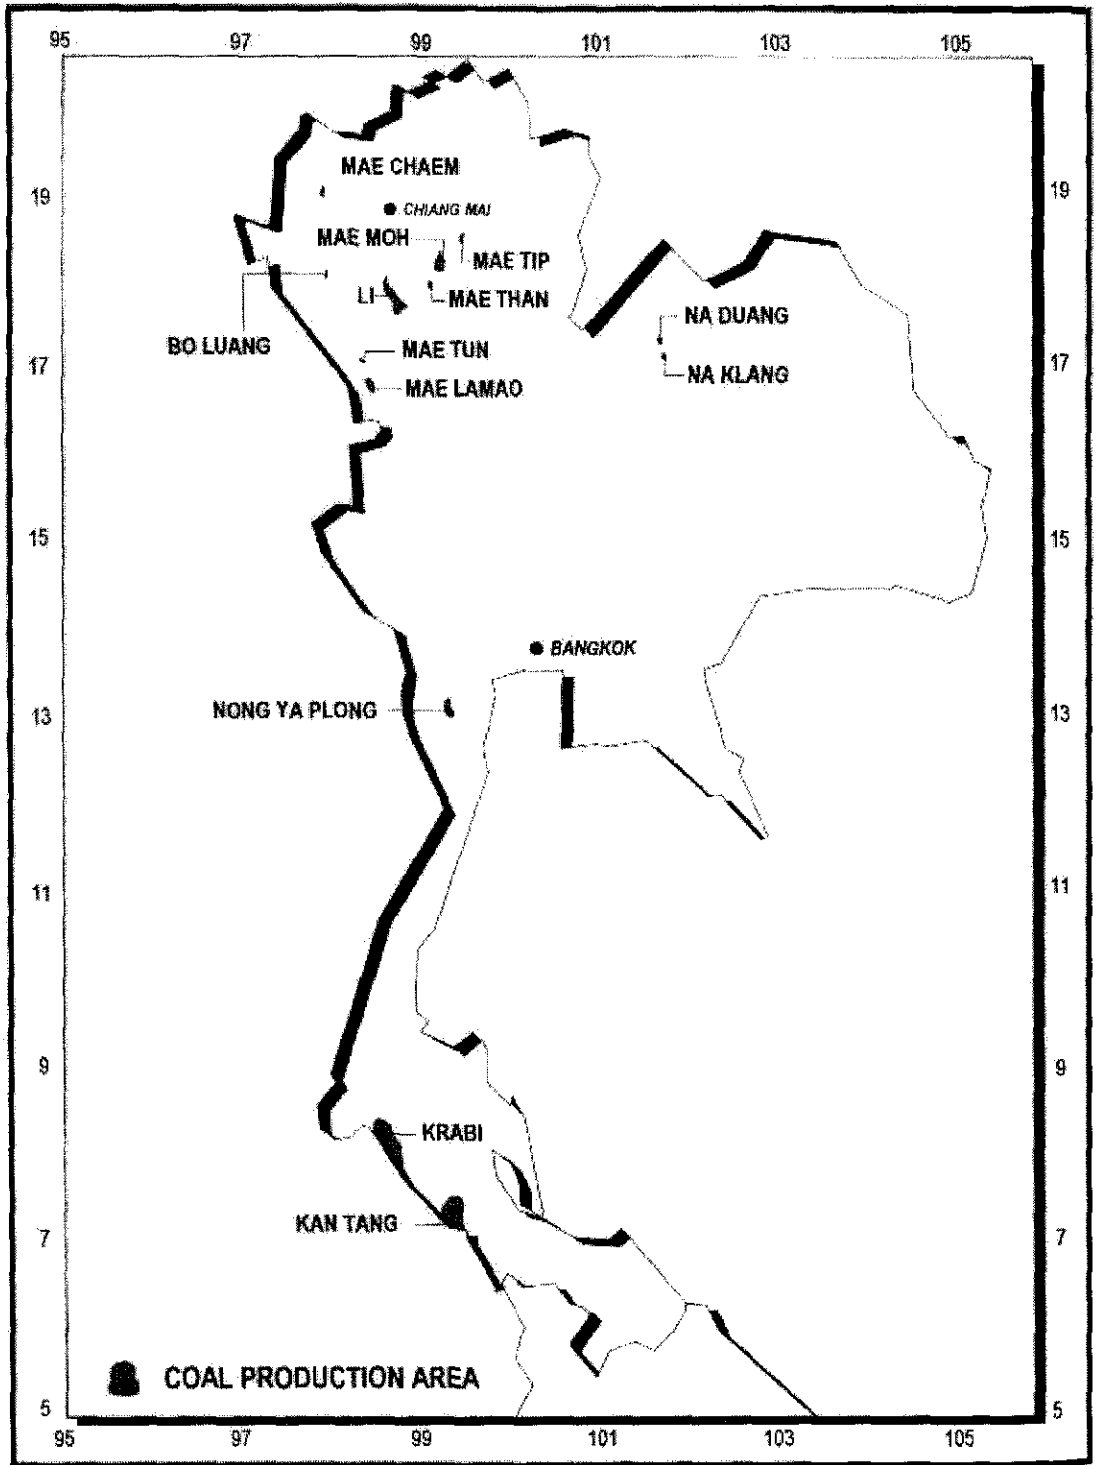 95 97 99 101 103 105
MAE CHAEM
19 19
CHIANG MAI
MAE MOH
MAE TIP
LI
MAE THAN
NA DUANG
BO LUANG
MAE TUN
17 17
NA KLANG
MAE LAMAO
15 15
BANGKOK
NONG YA PLONG
13 13
11 11
9 9
KRABI
KAN TANG
7 7
COAL PRODUCTION AREA
5 5
95 97 99 101 103 105